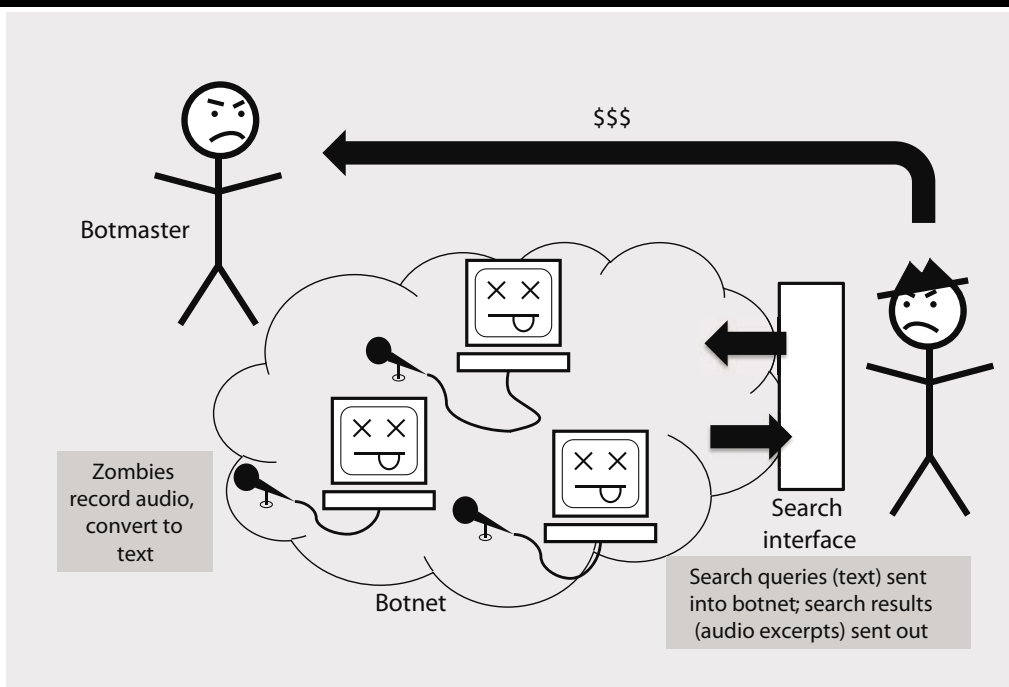 $$$
Botmaster
Zombies
record audio,
convert to
text
Botnet
Search
interface
Search queries (text) sent
into botnet; search results
(audio excerpts) sent out